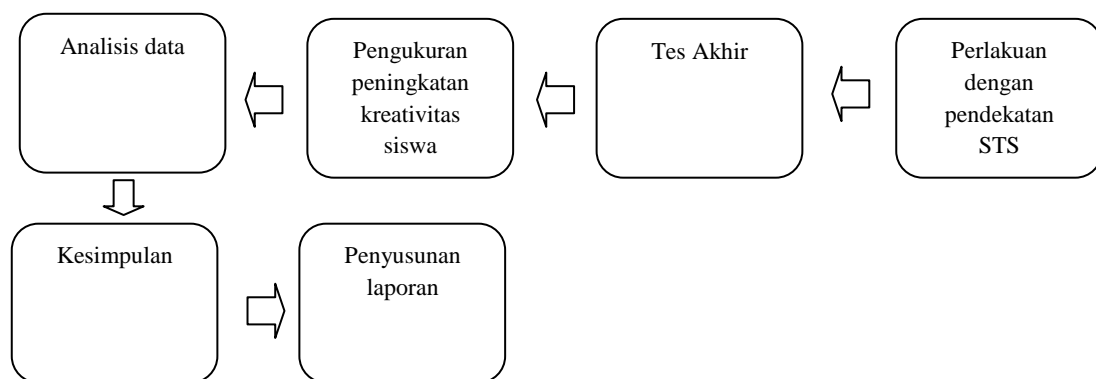 Analisis data
Pengukuran
peningkatan
kreativitas
siswa
Tes Akhir
Perlakuan
dengan
pendekatan
STS
Kesimpulan
Penyusunan
laporan